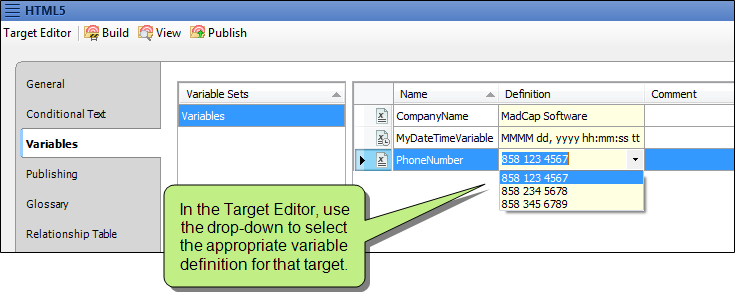 HTML5
Target Editor Build View Publish
General
Conditional Text
Variables
Publishing
Glossary
Relationship Table
Variable Sets
Variables
Name Definition Comment
CompanyName MadCap Software
MyDateTimeVariable MMMM dd, yyyy hh:mm:ss tt
PhoneNumber 858 123 4567
858 123 4567
858 234 5678
858 345 6789
In the Target Editor, use
the drop-down to select
the appropriate variable
definition for that target.